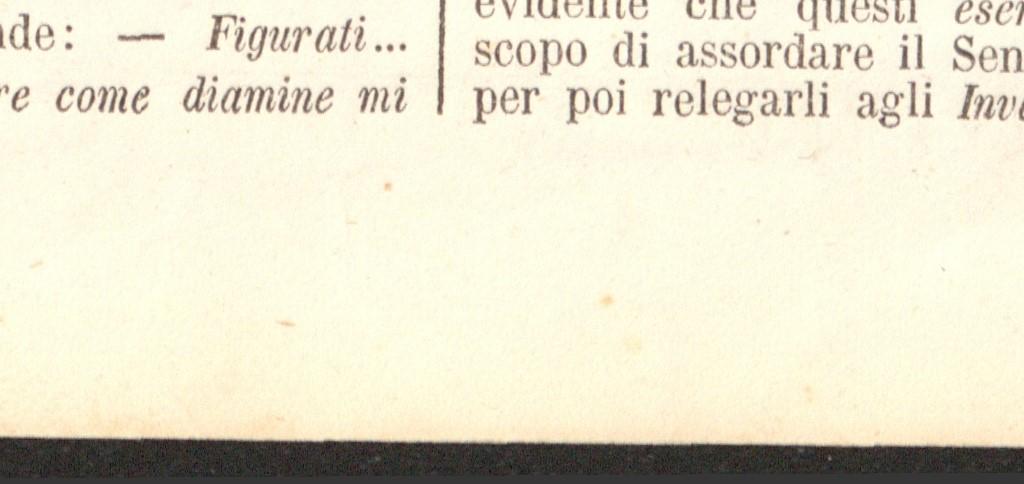 nde: — Figurati...
re come diamine mi
evidente che questi eser
scopo di assordare il Sen
per poi relegarli agli Inve